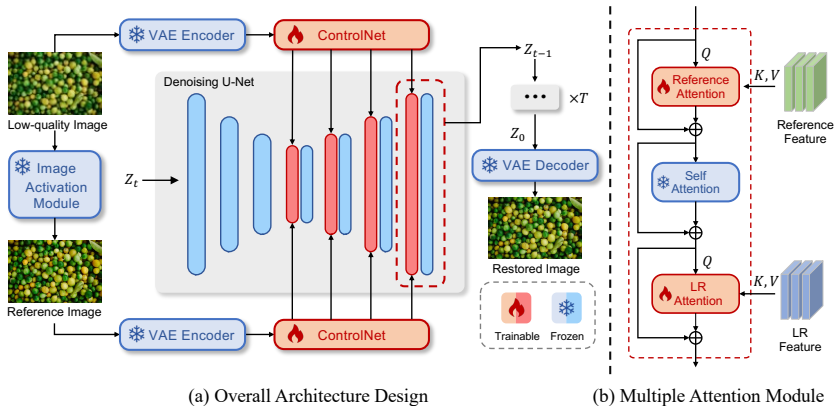 VAE Encoder
ControlNet
Low-quality Image
Denoising U-Net
Z_{t−1}
••• ×T
Z_0
Image
Activation
Module
Z_t
VAE Decoder
Reference Image
Restored Image
VAE Encoder
ControlNet
Trainable
Frozen
(a) Overall Architecture Design
Q
Reference
Attention
K, V
Reference
Feature
Self
Attention
Q
LR
Attention
K, V
LR
Feature
(b) Multiple Attention Module